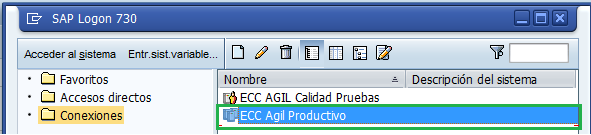 SAP Logon 730
Acceder al sistema Entr.sist.variable...
Favoritos
Accesos directos
Conexiones
Nombre Descripción del sistema
ECC AGIL Calidad Pruebas
ECC Agil Productivo